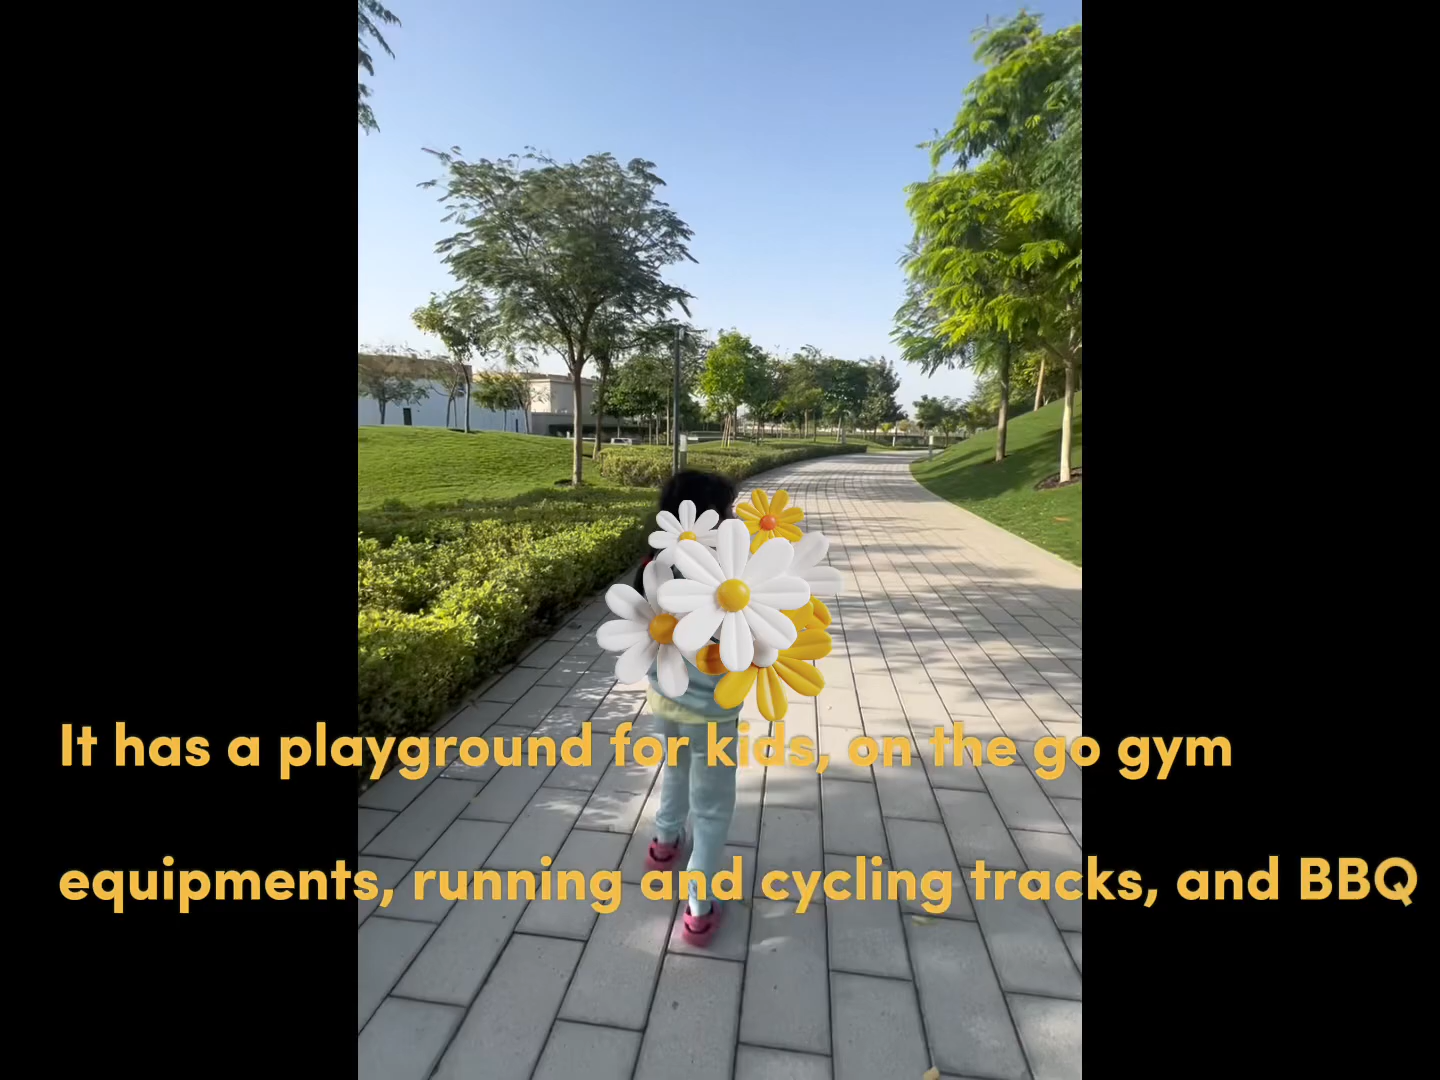 It has a playground for kids, on the go gym
equipments, running and cycling tracks, and BBQ